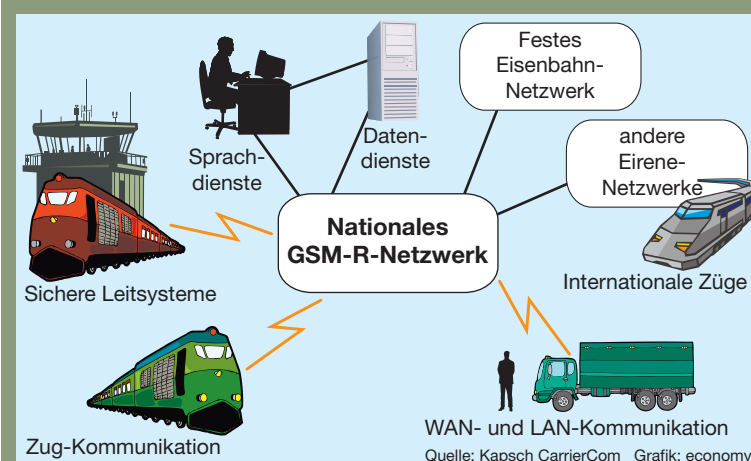 Festes
Eisenbahn-
Netzwerk
Sprach-
dienste
Daten-
dienste
andere
Eirene-
Netzwerke
Nationales
GSM-R-Netzwerk
Sichere Leitsysteme
Internationale Züge
Zug-Kommunikation
WAN- und LAN-Kommunikation
Quelle: Kapsch CarrierCom Grafik: economy